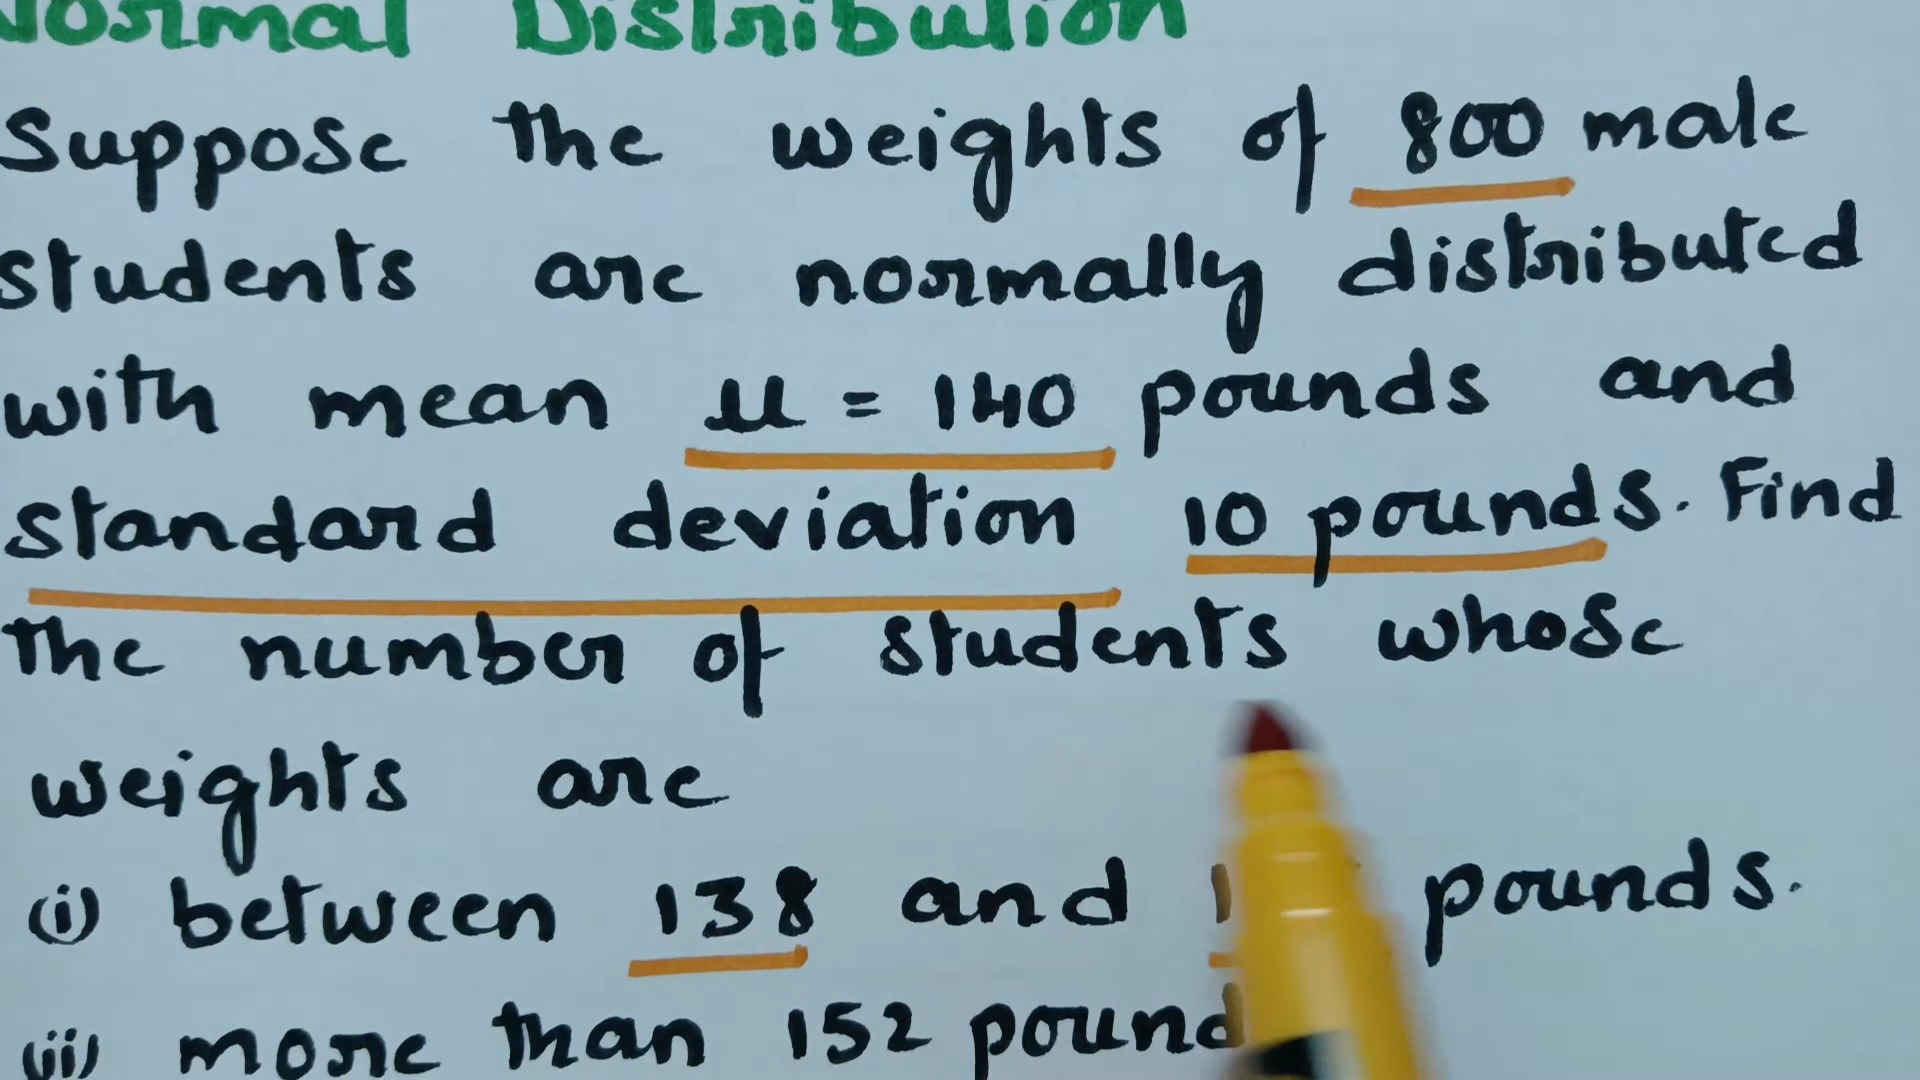 Normal Distribution
Suppose the weights of 800 male
students are normally distributed
with mean μ = 140 pounds and
standard deviation 10 pounds. Find
the number of students whose
weights are
(i) between 138 and pounds.
(ii) more than 152 pound